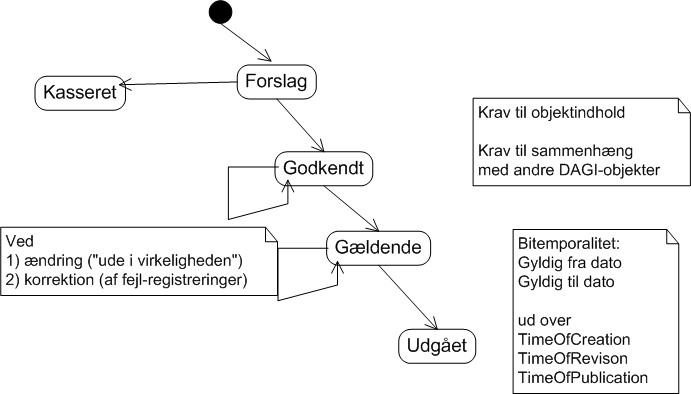 Forslag
Kasseret
Krav til objektindhold
Krav til sammenhæng
med andre DAGI-objekter
Godkendt
Ved
1) ændring ("ude i virkeligheden")
2) korrektion (af fejl-registreringer)
Gældende
Bitemporalitet:
Gyldig fra dato
Gyldig til dato
ud over
TimeOfCreation
TimeOfRevison
TimeOfPublication
Udgået